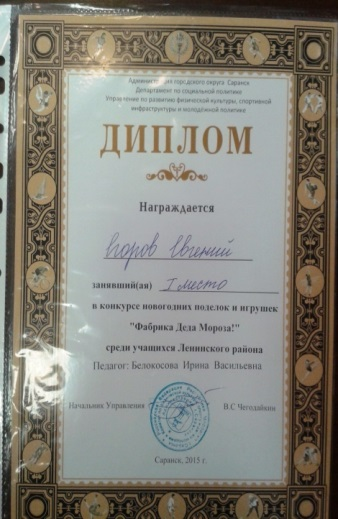 Администрация городского округа Саранск
Департамент по социальной политике
Управление по развитию физической культуры, спортивной
инфраструктуры и молодёжной политике
ДИПЛОМ
Награждается
Егоров Евгений
занявший(ая) I место
в конкурсе новогодних поделок и игрушек
"Фабрика Деда Мороза!"
среди учащихся Ленинского района
Педагог: Белокосова Ирина Васильевна
Начальник Управления В.С Чегодайкин
Саранск, 2015 г.